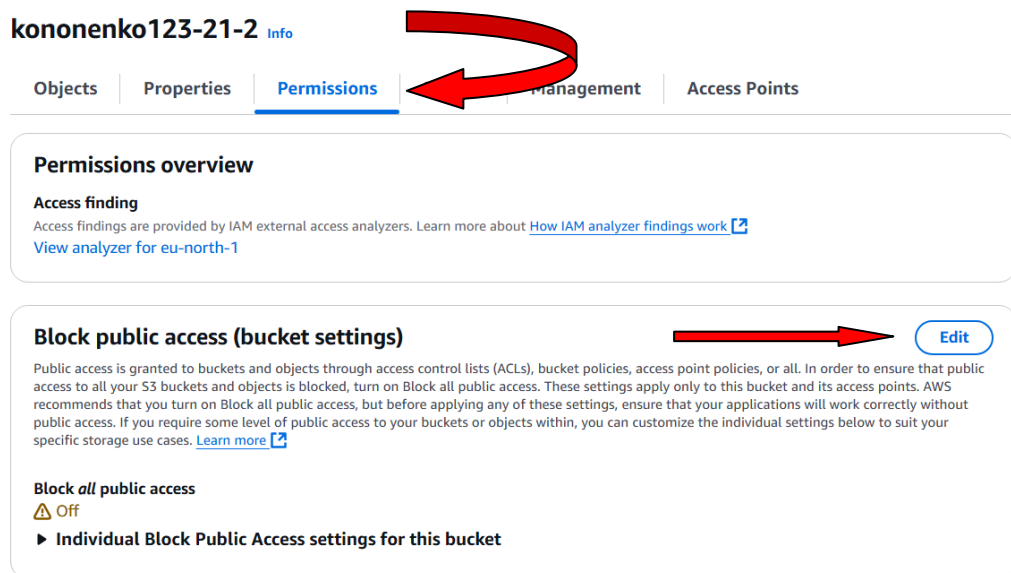 kononenko123-21-2 Info
Objects Properties Permissions Management Access Points
Permissions overview
Access finding
Access findings are provided by IAM external access analyzers. Learn more about How IAM analyzer findings work
View analyzer for eu-north-1
Block public access (bucket settings)
Edit
Public access is granted to buckets and objects through access control lists (ACLs), bucket policies, access point policies, or all. In order to ensure that public
access to all your S3 buckets and objects is blocked, turn on Block all public access. These settings apply only to this bucket and its access points. AWS
recommends that you turn on Block all public access, but before applying any of these settings, ensure that your applications will work correctly without
public access. If you require some level of public access to your buckets or objects within, you can customize the individual settings below to suit your
specific storage use cases. Learn more
Block all public access
Off
Individual Block Public Access settings for this bucket